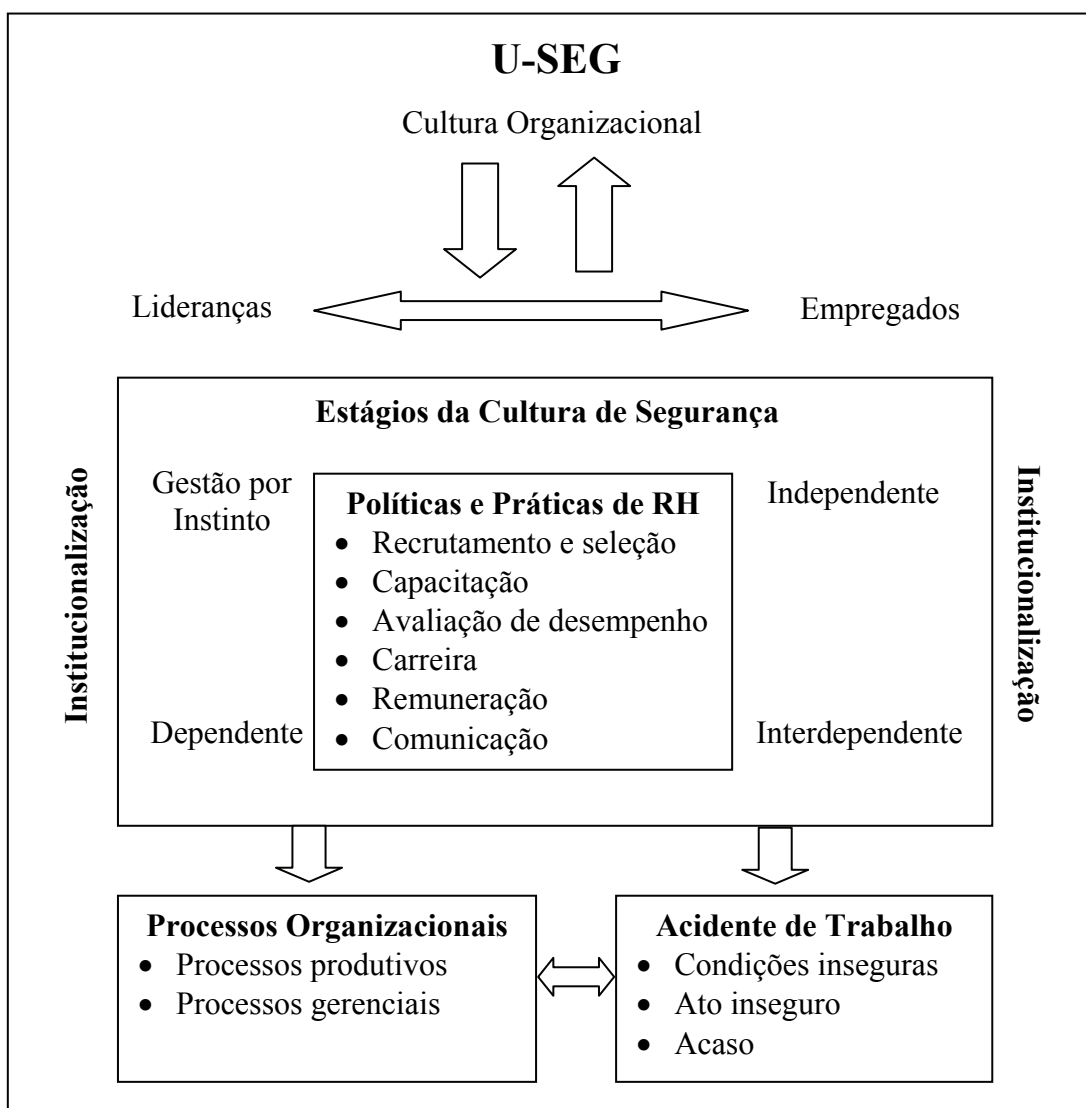 U-SEG
Cultura Organizacional
Lideranças
Empregados
Institucionalização
Estágios da Cultura de Segurança
Gestão por
Instinto
Dependente
Políticas e Práticas de RH
• Recrutamento e seleção
• Capacitação
• Avaliação de desempenho
• Carreira
• Remuneração
• Comunicação
Independente
Interdependente
Institucionalização
Processos Organizacionais
• Processos produtivos
• Processos gerenciais
Acidente de Trabalho
• Condições inseguras
• Ato inseguro
• Acaso